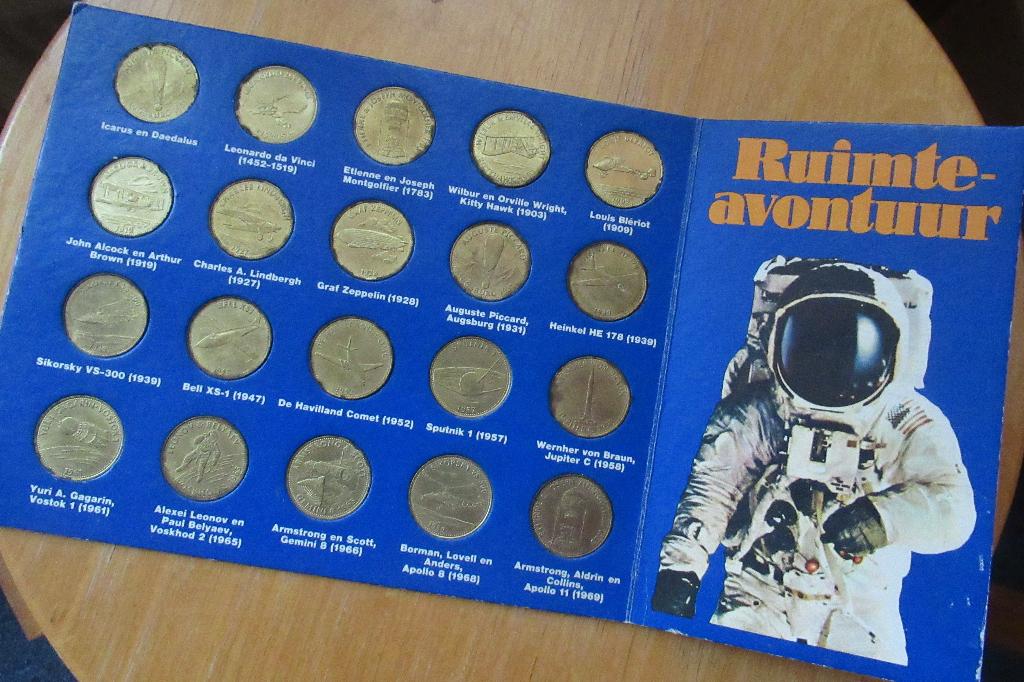 Ruimte-
avontuur
Icarus en Daedalus
Leonardo da Vinci
(1452-1519)
Etienne en Joseph
Montgolfier (1783)
Wilbur en Orville Wright,
Kitty Hawk (1903)
Louis Blériot
(1909)
John Alcock en Arthur
Brown (1919)
Charles A. Lindbergh
(1927)
Graf Zeppelin (1928)
Auguste Piccard,
Augsburg (1931)
Heinkel HE 178 (1939)
Sikorsky VS-300 (1939)
Bell XS-1 (1947)
De Havilland Comet (1952)
Sputnik 1 (1957)
Wernher von Braun,
Jupiter C (1958)
Yuri A. Gagarin,
Vostok 1 (1961)
Alexei Leonov en
Paul Belyaev,
Voskhod 2 (1965)
Armstrong en Scott,
Gemini 8 (1966)
Borman, Lovell en
Anders,
Apollo 8 (1968)
Armstrong, Aldrin en
Collins,
Apollo 11 (1969)